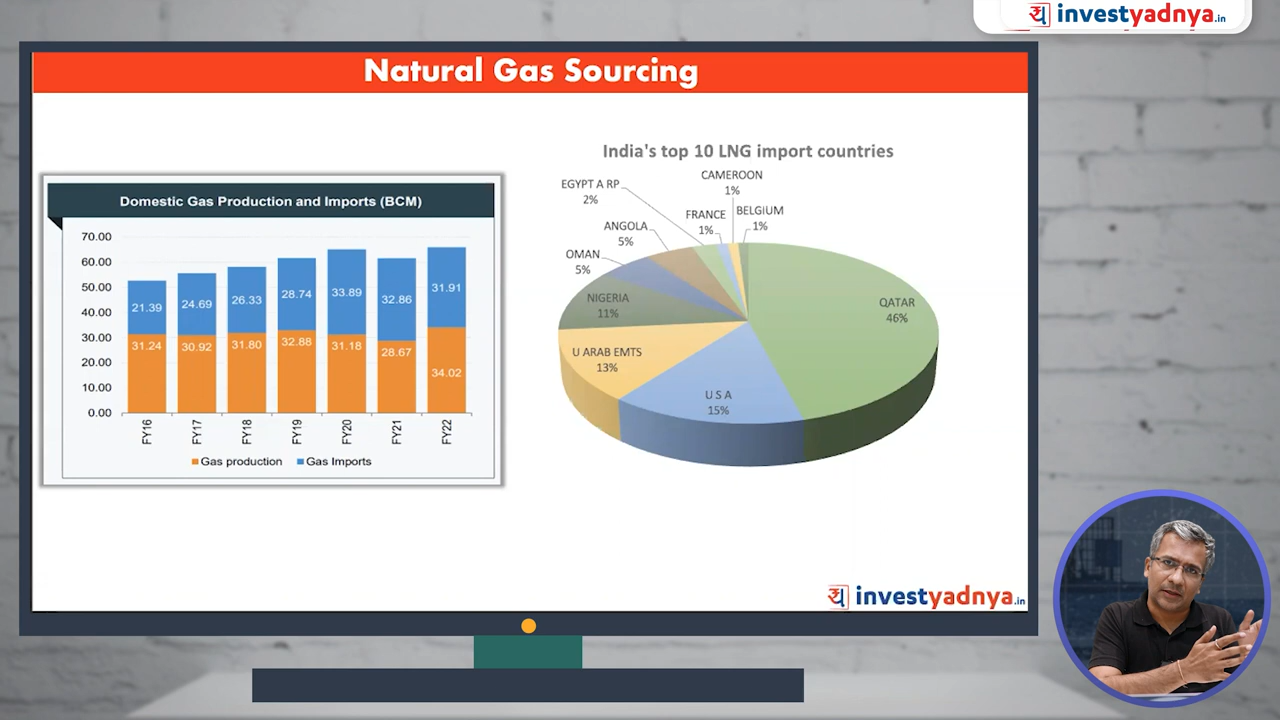 investyadnya.in
Natural Gas Sourcing
Domestic Gas Production and Imports (BCM)
70.00
60.00
50.00
40.00
30.00
20.00
10.00
0.00
21.39
24.69
26.33
28.74
33.89
32.86
31.91
31.24
30.92
31.80
32.88
31.18
28.67
34.02
FY16
FY17
FY18
FY19
FY20
FY21
FY22
Gas production
Gas Imports
India's top 10 LNG import countries
CAMEROON
1%
EGYPT A RP
2%
FRANCE
1%
BELGIUM
1%
ANGOLA
5%
OMAN
5%
NIGERIA
11%
QATAR
46%
U ARAB EMTS
13%
U S A
15%
investyadnya.in